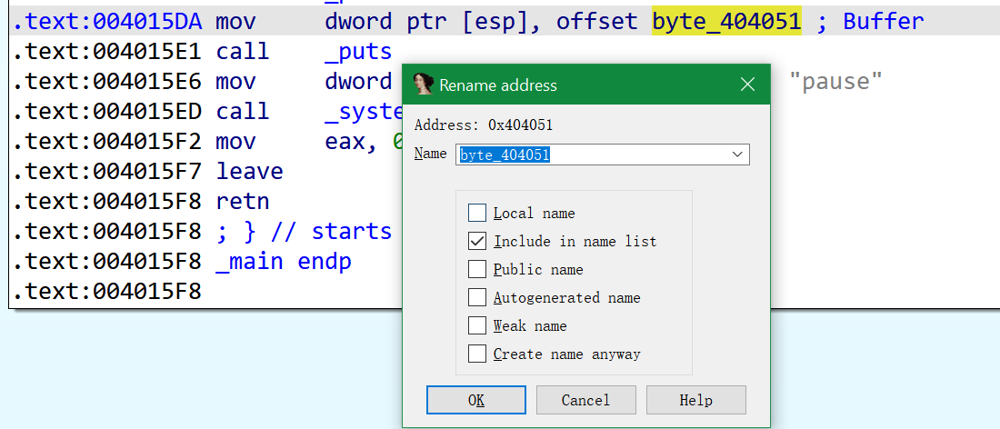 .text:004015DA mov     dword ptr [esp], offset byte_404051 ; Buffer
.text:004015E1 call    _puts
.text:004015E6 mov     dword "pause"
.text:004015ED call    _syste
.text:004015F2 mov     eax, 0
.text:004015F7 leave
.text:004015F8 retn
.text:004015F8 ; } // starts
.text:004015F8 _main endp
.text:004015F8
Rename address
Address: 0x404051
Name byte_404051
Local name
Include in name list
Public name
Autogenerated name
Weak name
Create name anyway
OK Cancel Help